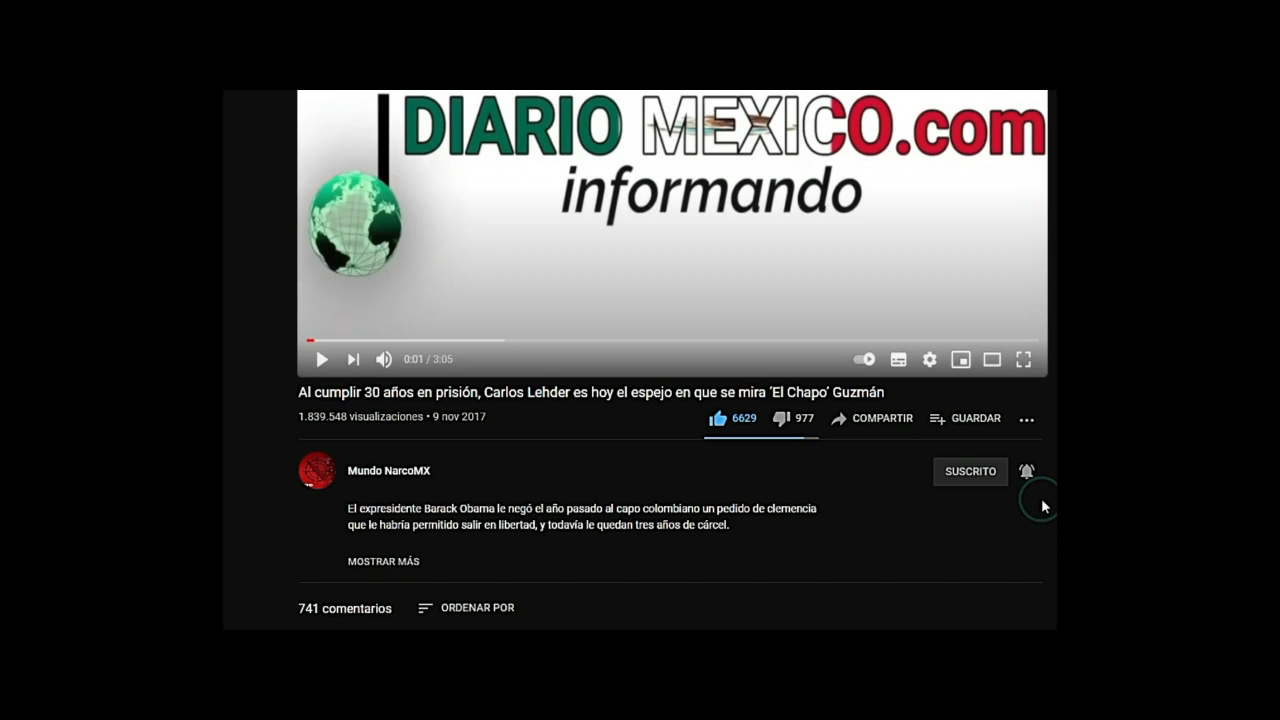 DIARIO MEXICO.com
informando
0:01 / 3:05
Al cumplir 30 años en prisión, Carlos Lehder es hoy el espejo en que se mira ‘El Chapo’ Guzmán
1.839.548 visualizaciones • 9 nov 2017
6629 977 COMPARTIR GUARDAR
Mundo NarcoMX
SUSCRITO
El expresidente Barack Obama le negó el año pasado al capo colombiano un pedido de clemencia
que le habría permitido salir en libertad, y todavía le quedan tres años de cárcel.
MOSTRAR MÁS
741 comentarios ORDENAR POR